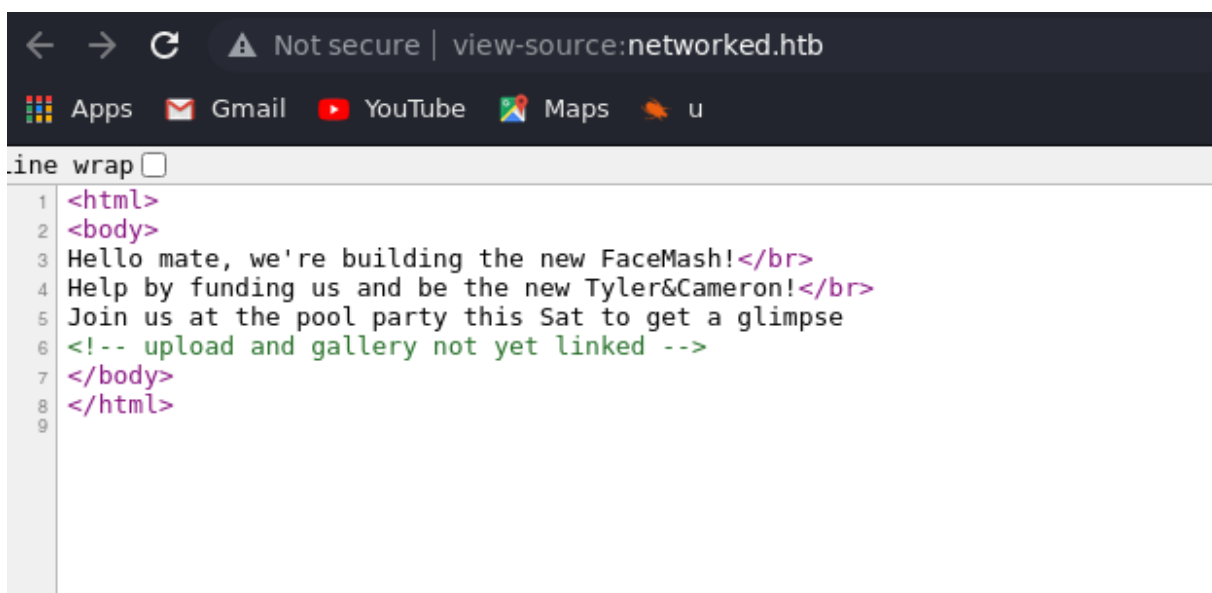 Not secure | view-source:networked.htb
Apps Gmail YouTube Maps u
ine wrap
1 <html>
2 <body>
3 Hello mate, we're building the new FaceMash!</br>
4 Help by funding us and be the new Tyler&Cameron!</br>
5 Join us at the pool party this Sat to get a glimpse
6 <!-- upload and gallery not yet linked -->
7 </body>
8 </html>
9